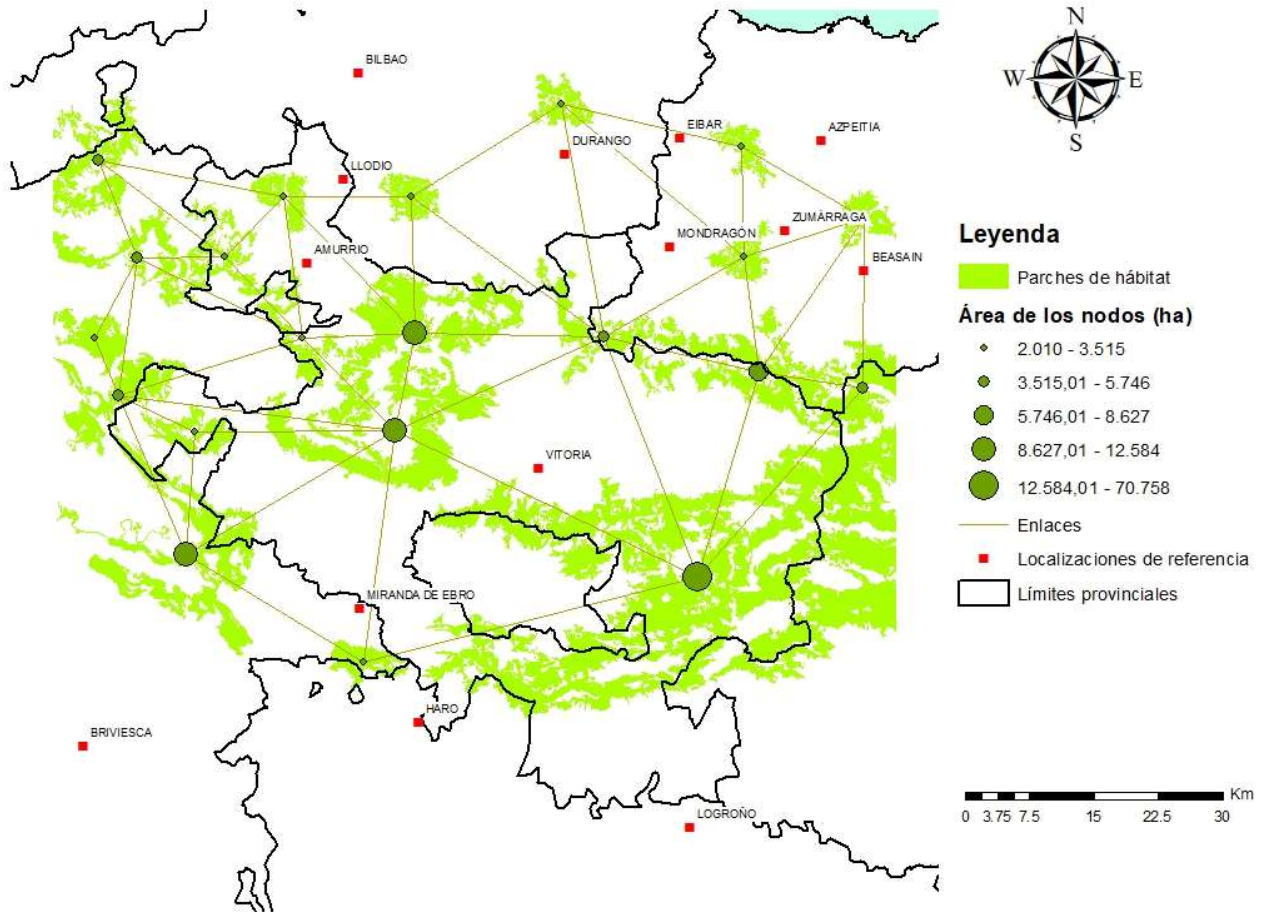 BILBAO
DURANGO
EIBAR
AZPEITIA
LLODIO
AMURRIO
MONDRAGÓN
ZUMÁRRAGA
BEASAIN
VITORIA
MIRANDA DE EBRO
HARO
BRIVIESCA
LOGROÑO
N
W E
S
Leyenda
Parches de hábitat
Área de los nodos (ha)
2.010 - 3.515
3.515,01 - 5.746
5.746,01 - 8.627
8.627,01 - 12.584
12.584,01 - 70.758
Enlaces
Localizaciones de referencia
Límites provinciales
Km
0 3.75 7.5 15 22.5 30